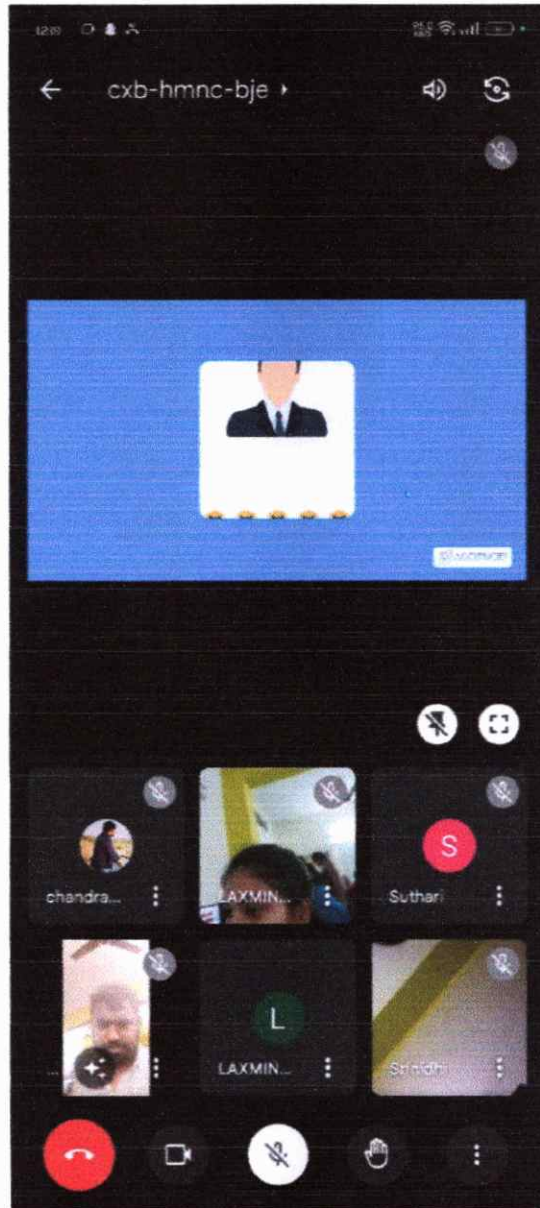 cxb-hmnc-bje
chandra...
LAXMIN...
S
Suthari
...
L
LAXMIN...
Srinidhi